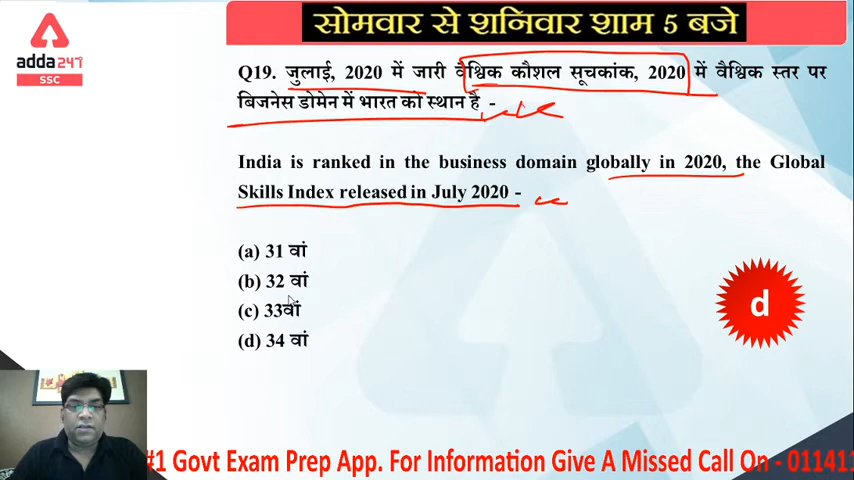 सोमवार से शनिवार शाम 5 बजे
adda247
SSC
Q19. जुलाई, 2020 में जारी वैश्विक कौशल सूचकांक, 2020 में वैश्विक स्तर पर
बिजनेस डोमेन में भारत को स्थान है -
India is ranked in the business domain globally in 2020, the Global
Skills Index released in July 2020 -
(a) 31 वां
(b) 32 वां
(c) 33वां
(d) 34 वां
d
#1 Govt Exam Prep App. For Information Give A Missed Call On - 011411